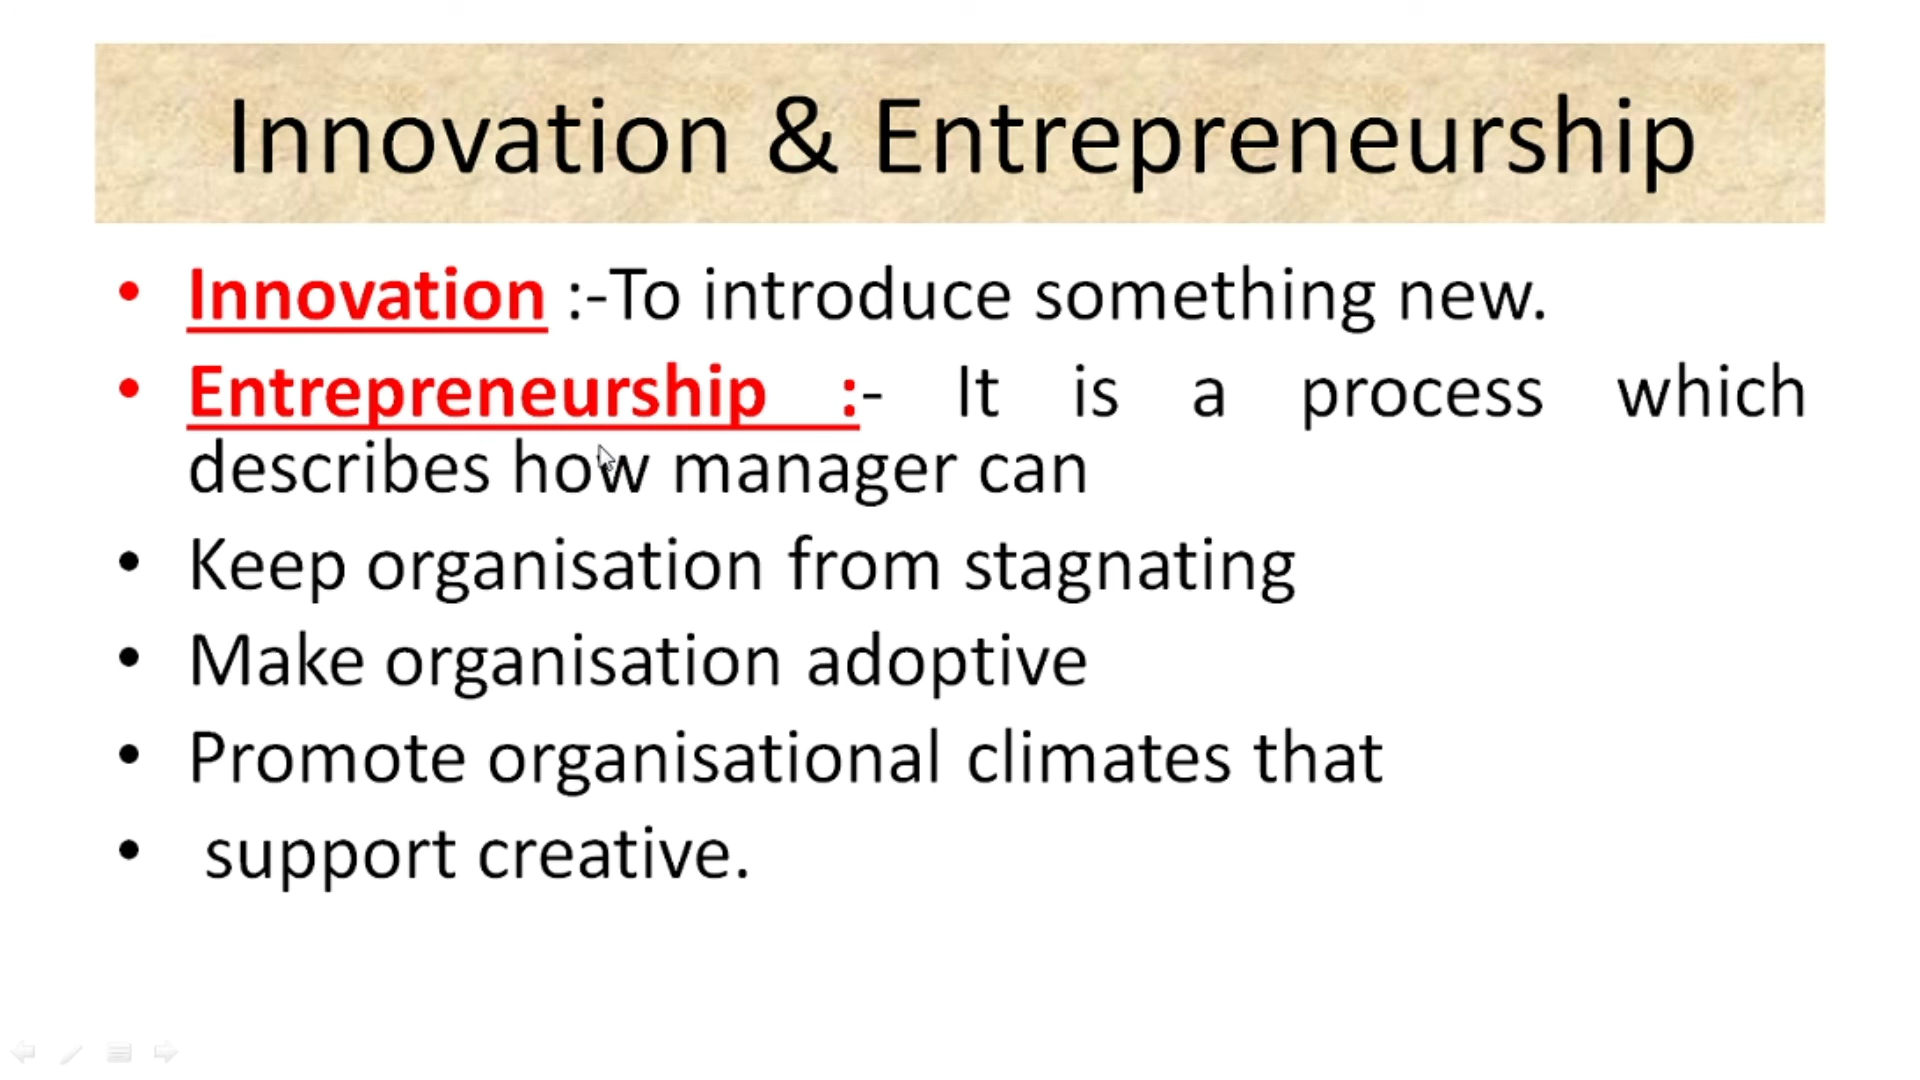 Innovation & Entrepreneurship
• Innovation :-To introduce something new.
• Entrepreneurship :- It is a process which
describes how manager can
• Keep organisation from stagnating
• Make organisation adoptive
• Promote organisational climates that
• support creative.